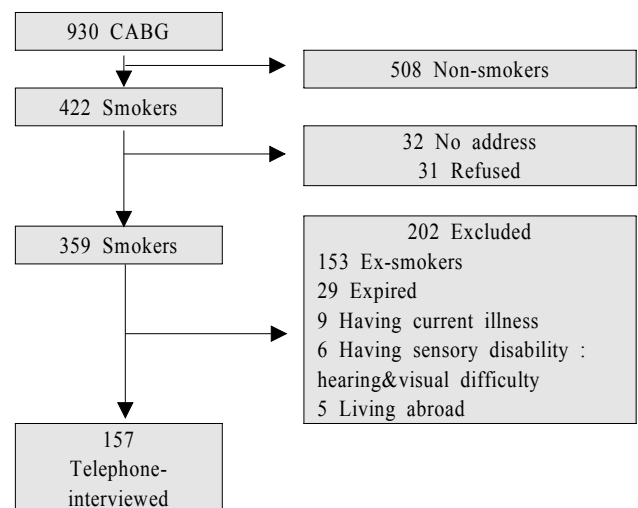 930 CABG
508 Non-smokers
422 Smokers
32 No address
31 Refused
359 Smokers
202 Excluded
153 Ex-smokers
29 Expired
9 Having current illness
6 Having sensory disability :
hearing&visual difficulty
5 Living abroad
157
Telephone-
interviewed